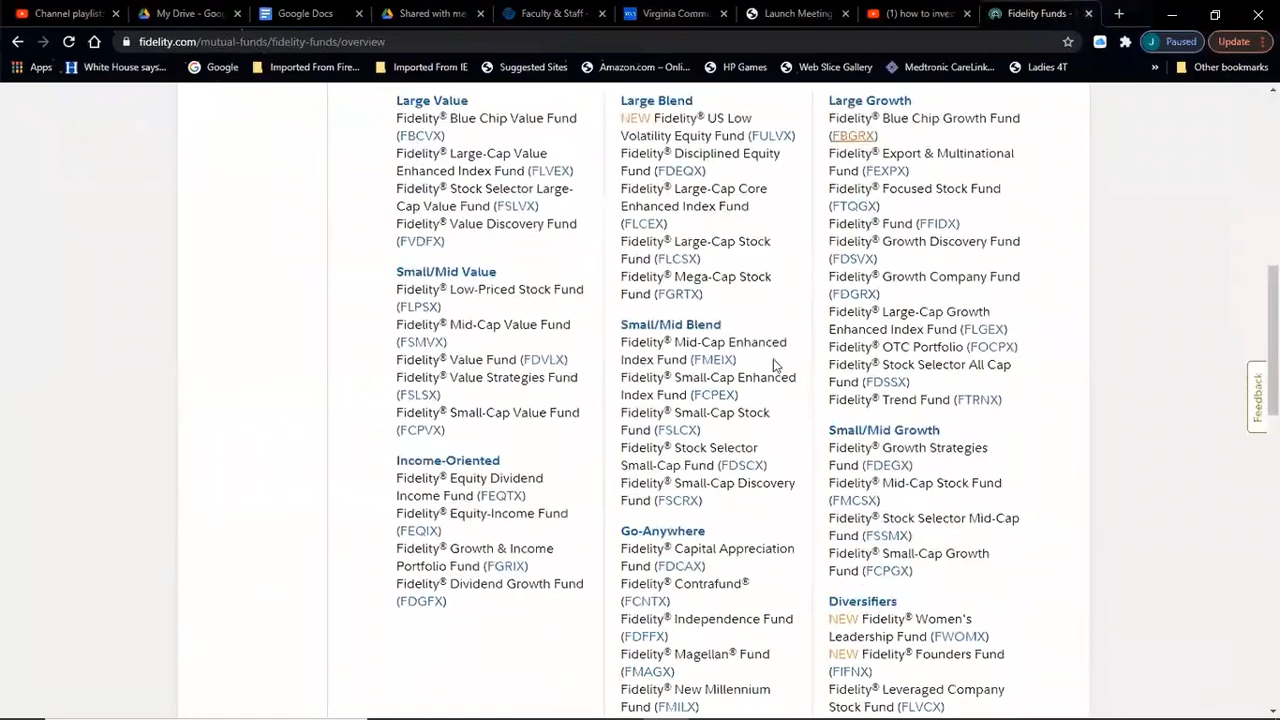 Channel playlist
My Drive - Goo
Google Docs
Shared with me
Faculty & Staff -
Virginia Comme
Launch Meeting
(1) how to inves
Fidelity Funds -
fidelity.com/mutual-funds/fidelity-funds/overview
Paused
Update
Apps
White House says...
Google
Imported From Fire...
Imported From IE
Suggested Sites
Amazon.com – Onli...
HP Games
Web Slice Gallery
Medtronic CareLink...
Ladies 4T
»
Other bookmarks
Large Value
Fidelity® Blue Chip Value Fund
(FBCVX)
Fidelity® Large-Cap Value
Enhanced Index Fund (FLVEX)
Fidelity® Stock Selector Large-
Cap Value Fund (FSLVX)
Fidelity® Value Discovery Fund
(FVDFX)
Small/Mid Value
Fidelity® Low-Priced Stock Fund
(FLPSX)
Fidelity® Mid-Cap Value Fund
(FSMVX)
Fidelity® Value Fund (FDVLX)
Fidelity® Value Strategies Fund
(FSLSX)
Fidelity® Small-Cap Value Fund
(FCPVX)
Income-Oriented
Fidelity® Equity Dividend
Income Fund (FEQTX)
Fidelity® Equity-Income Fund
(FEQIX)
Fidelity® Growth & Income
Portfolio Fund (FGRIX)
Fidelity® Dividend Growth Fund
(FDGFX)
Large Blend
NEW Fidelity® US Low
Volatility Equity Fund (FULVX)
Fidelity® Disciplined Equity
Fund (FDEQX)
Fidelity® Large-Cap Core
Enhanced Index Fund
(FLCEX)
Fidelity® Large-Cap Stock
Fund (FLCSX)
Fidelity® Mega-Cap Stock
Fund (FGRTX)
Small/Mid Blend
Fidelity® Mid-Cap Enhanced
Index Fund (FMEIX)
Fidelity® Small-Cap Enhanced
Index Fund (FCPEX)
Fidelity® Small-Cap Stock
Fund (FSLCX)
Fidelity® Stock Selector
Small-Cap Fund (FDSCX)
Fidelity® Small-Cap Discovery
Fund (FSCRX)
Go-Anywhere
Fidelity® Capital Appreciation
Fund (FDCAX)
Fidelity® Contrafund®
(FCNTX)
Fidelity® Independence Fund
(FDFFX)
Fidelity® Magellan® Fund
(FMAGX)
Fidelity® New Millennium
Fund (FMILX)
Large Growth
Fidelity® Blue Chip Growth Fund
(FBGRX)
Fidelity® Export & Multinational
Fund (FEXPX)
Fidelity® Focused Stock Fund
(FTQGX)
Fidelity® Fund (FFIDX)
Fidelity® Growth Discovery Fund
(FDSVX)
Fidelity® Growth Company Fund
(FDGRX)
Fidelity® Large-Cap Growth
Enhanced Index Fund (FLGEX)
Fidelity® OTC Portfolio (FOCPX)
Fidelity® Stock Selector All Cap
Fund (FDSSX)
Fidelity® Trend Fund (FTRNX)
Small/Mid Growth
Fidelity® Growth Strategies
Fund (FDEGX)
Fidelity® Mid-Cap Stock Fund
(FMCSX)
Fidelity® Stock Selector Mid-Cap
Fund (FSSMX)
Fidelity® Small-Cap Growth
Fund (FCPGX)
Diversifiers
NEW Fidelity® Women's
Leadership Fund (FWOMX)
NEW Fidelity® Founders Fund
(FIFNX)
Fidelity® Leveraged Company
Stock Fund (FLVCX)
Feedback